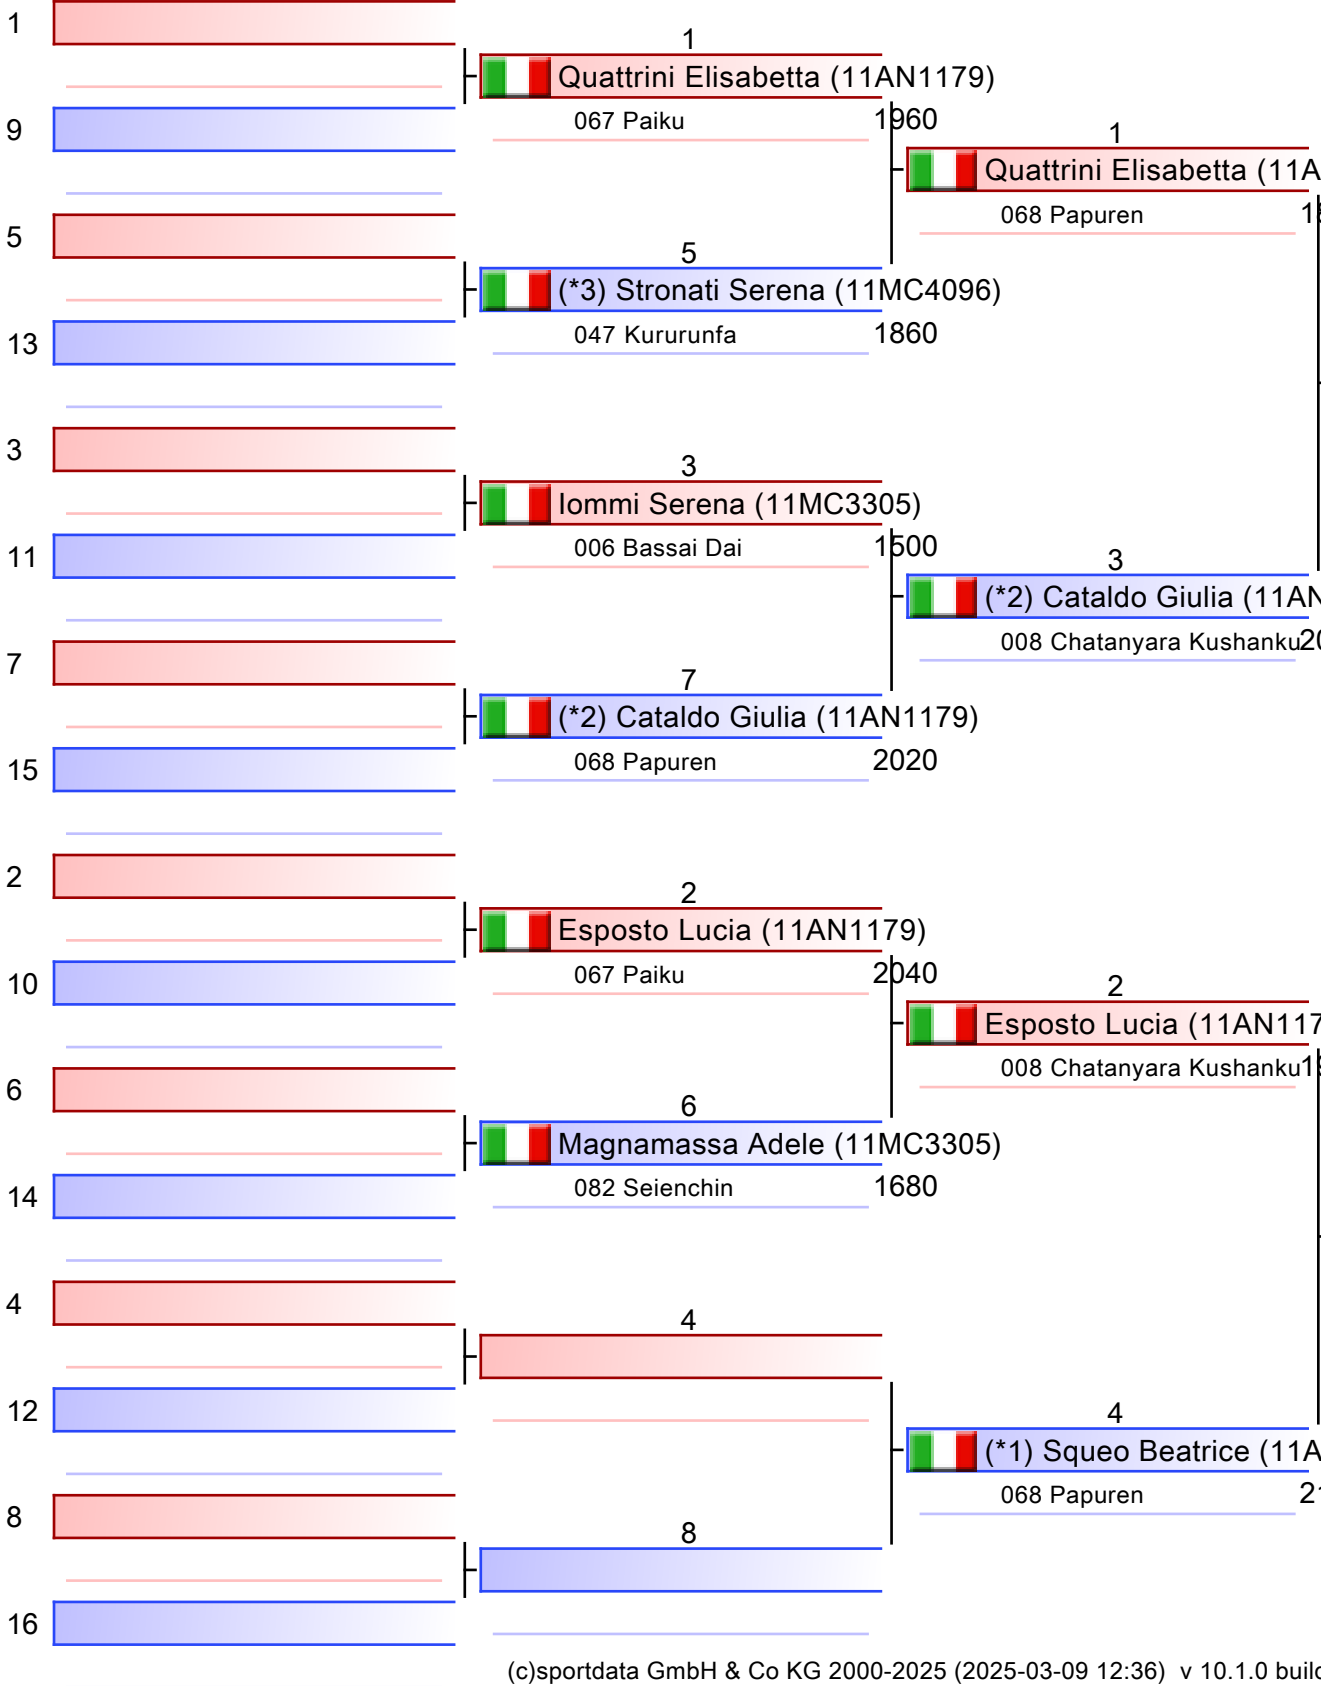 1
1
Quattrini Elisabetta (11AN1179)
067 Paiku
1960
9
1
Quattrini Elisabetta (11A
068 Papuren
5
5
(*3) Stronati Serena (11MC4096)
047 Kururunfa
1860
13
3
3
Iommi Serena (11MC3305)
006 Bassai Dai
1500
11
3
(*2) Cataldo Giulia (11AN
008 Chatanyara Kushanku
20
7
7
(*2) Cataldo Giulia (11AN1179)
068 Papuren
2020
15
2
2
Esposto Lucia (11AN1179)
067 Paiku
2040
10
2
Esposto Lucia (11AN117
008 Chatanyara Kushanku
19
6
6
Magnamassa Adele (11MC3305)
082 Seienchin
1680
14
4
4
12
4
(*1) Squeo Beatrice (11A
068 Papuren
21
8
8
16
(c)sportdata GmbH & Co KG 2000-2025 (2025-03-09 12:36) v 10.1.0 build